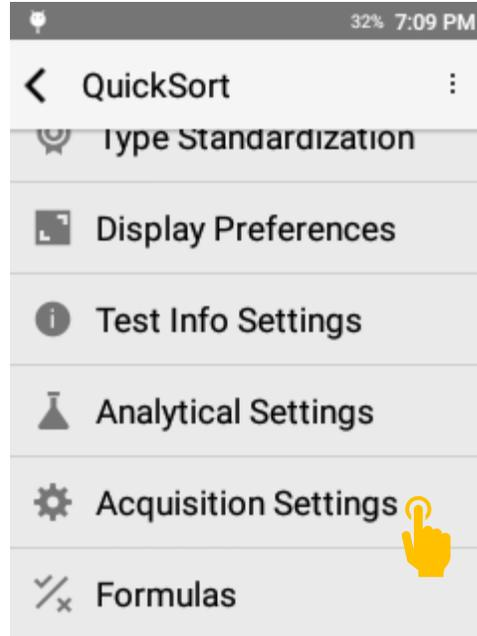 32% 7:09 PM
QuickSort
Type Standardization
Display Preferences
Test Info Settings
Analytical Settings
Acquisition Settings
Formulas